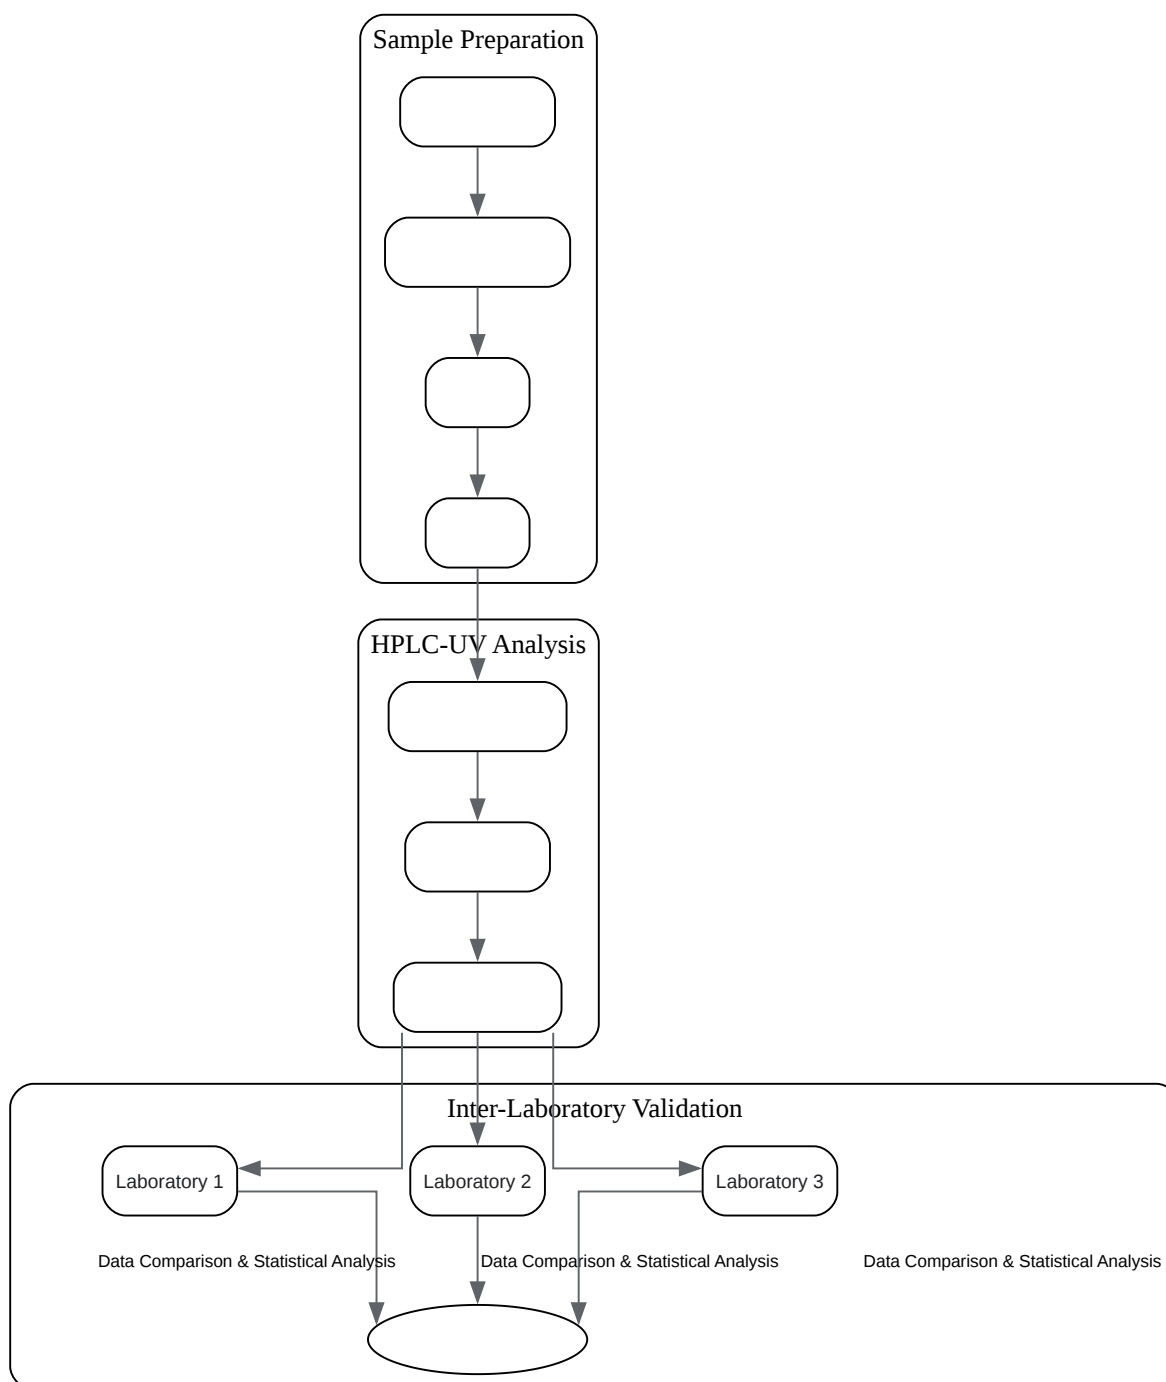 Sample Preparation
HPLC-UV Analysis
Inter-Laboratory Validation
Laboratory 1
Laboratory 2
Laboratory 3
Data Comparison & Statistical Analysis
Data Comparison & Statistical Analysis
Data Comparison & Statistical Analysis